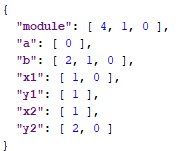 {
"module": [ 4, 1, 0 ],
"a": [ 0 ],
"b": [ 2, 1, 0 ],
"x1": [ 1, 0 ],
"y1": [ 1 ],
"x2": [ 1 ],
"y2": [ 2, 0 ]
}